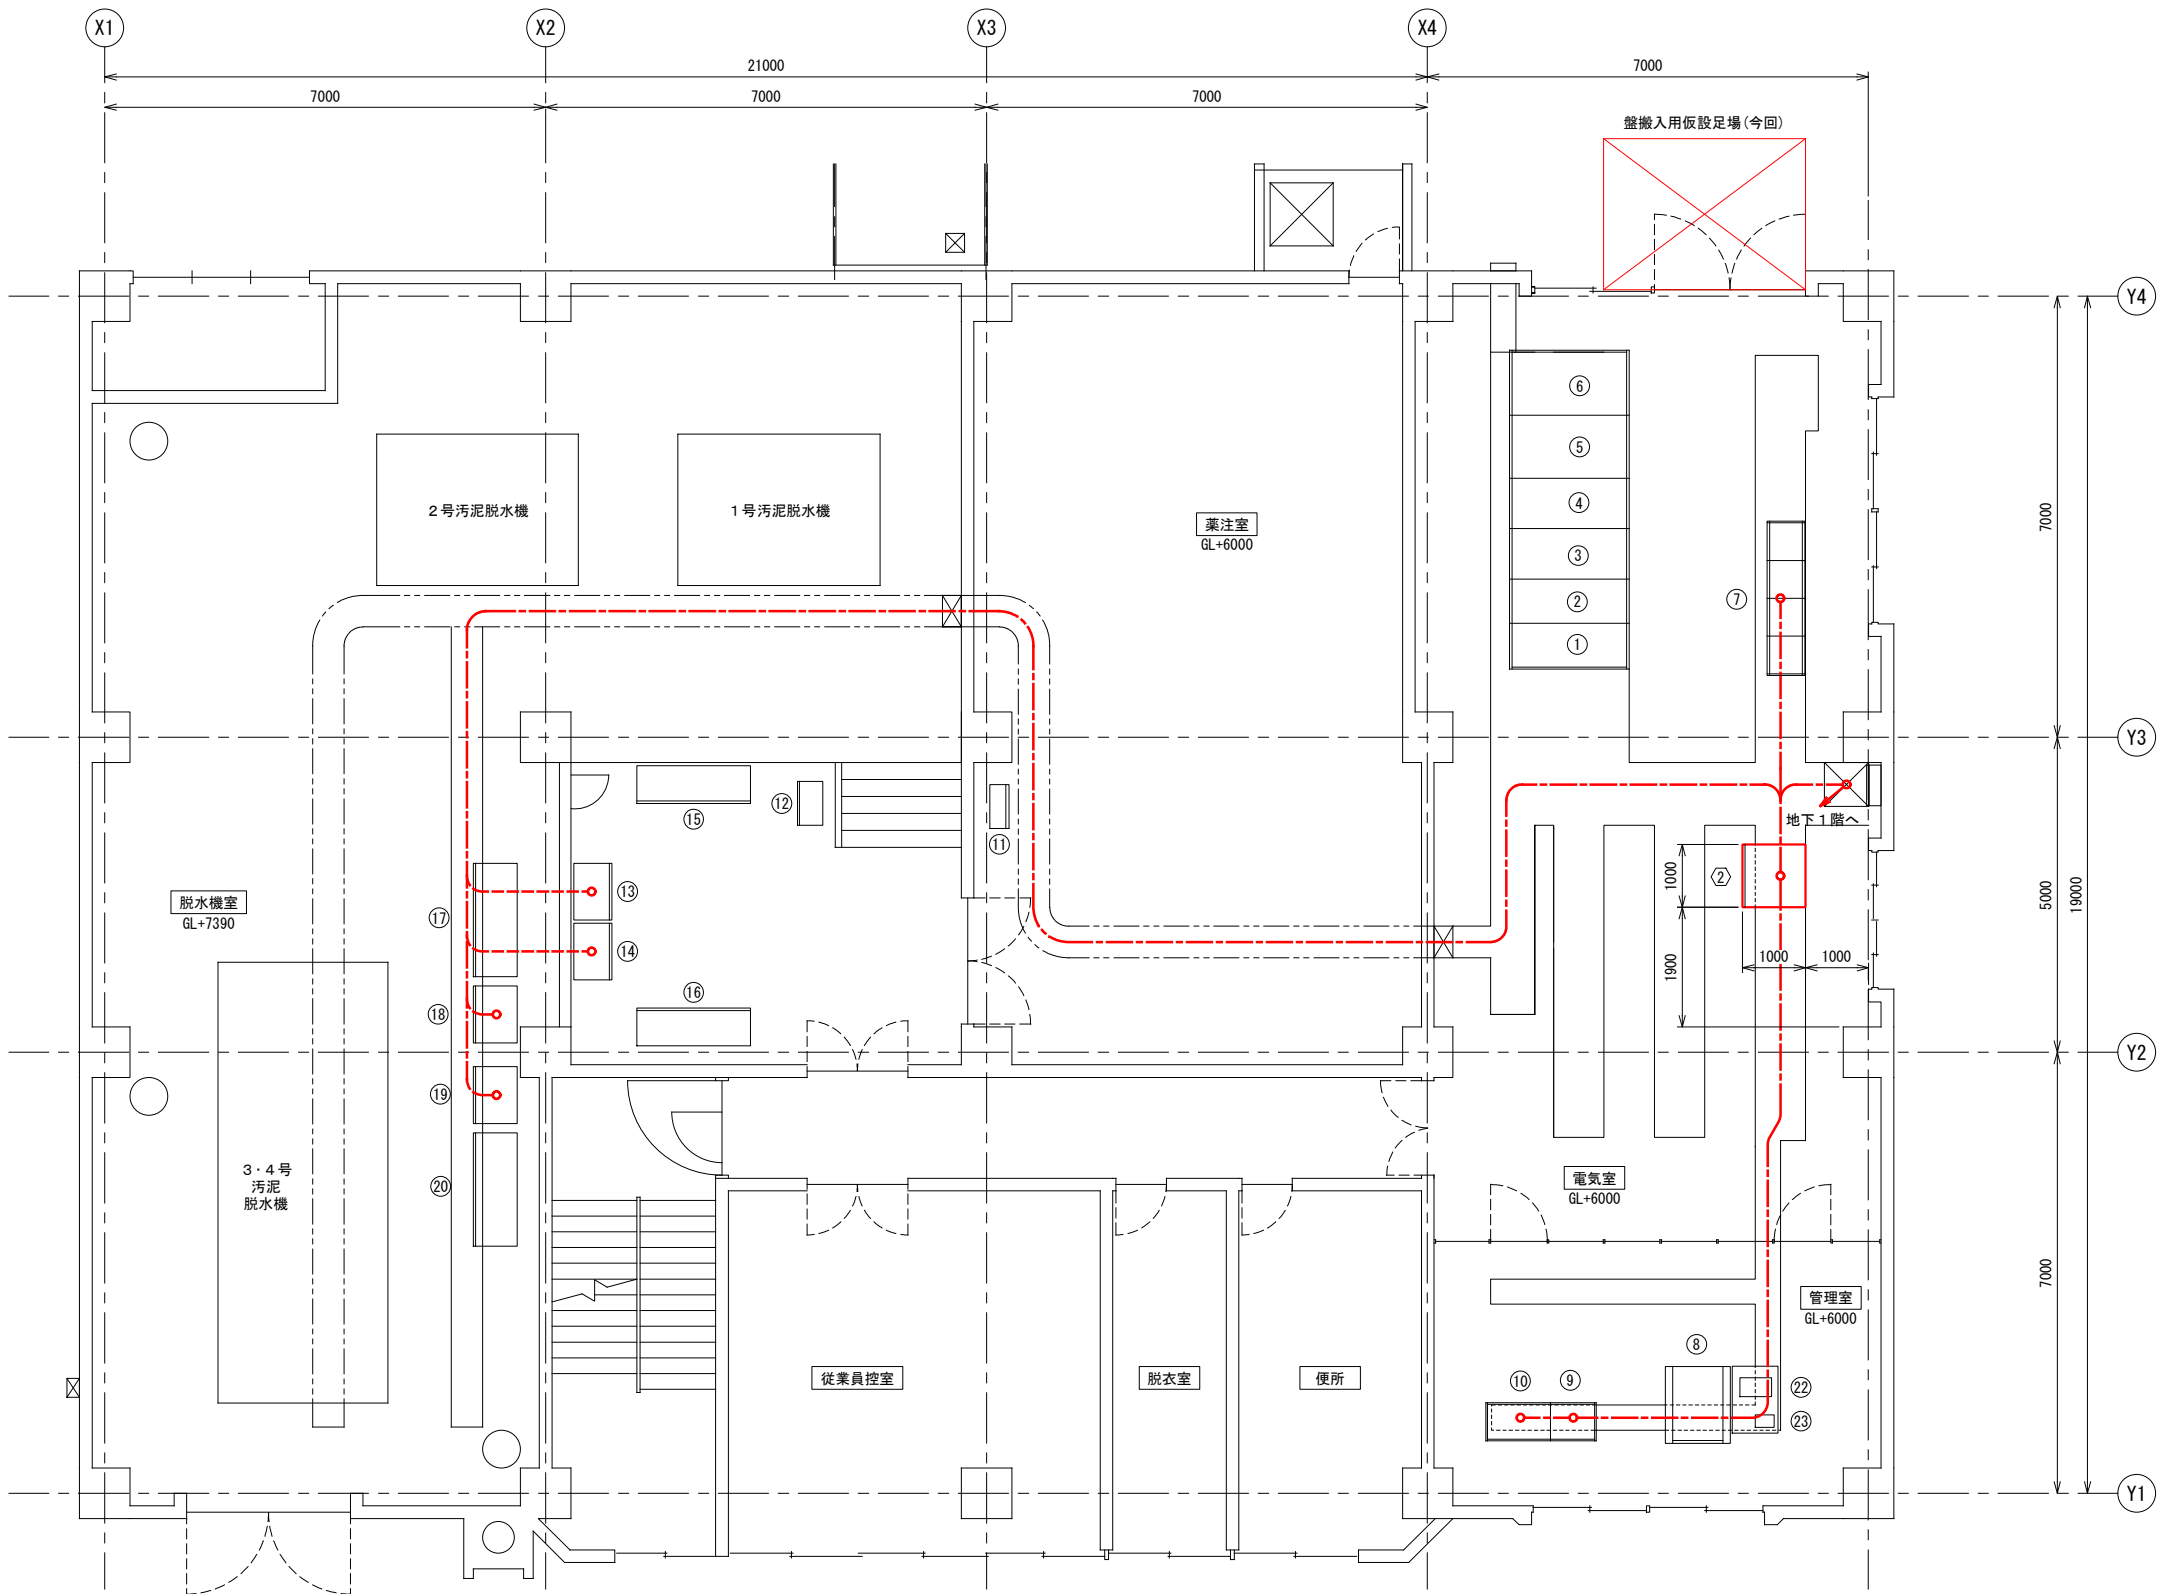 X1
X2
X3
X4
21000
7000
7000
7000
7000
盤搬入用仮設足場(今回)
Y4
⑥
⑤
④
③
②
①
⑦
2号汚泥脱水機
1号汚泥脱水機
薬注室
GL+6000
7000
Y3
⑮
⑫
⑪
地下1階へ
1000
②
⑬
⑭
⑰
脱水機室
GL+7390
5000
19000
1900
1000
1000
⑯
⑱
Y2
⑲
⑳
3・4号
汚泥
脱水機
電気室
GL+6000
7000
管理室
GL+6000
⑧
従業員控室
脱衣室
便所
⑩
⑨
㉒
㉓
Y1